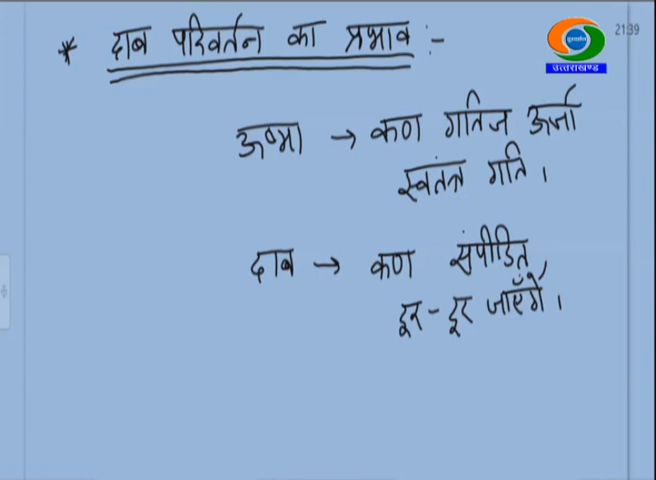 * दाब परिवर्तन का प्रभाव :-
ऊष्मा → कण गतिज ऊर्जा
स्वतंत्र गति ।
दाब → कण संपीडित,
दूर - दूर जाएँगें ।
उत्तराखण्ड
21:39